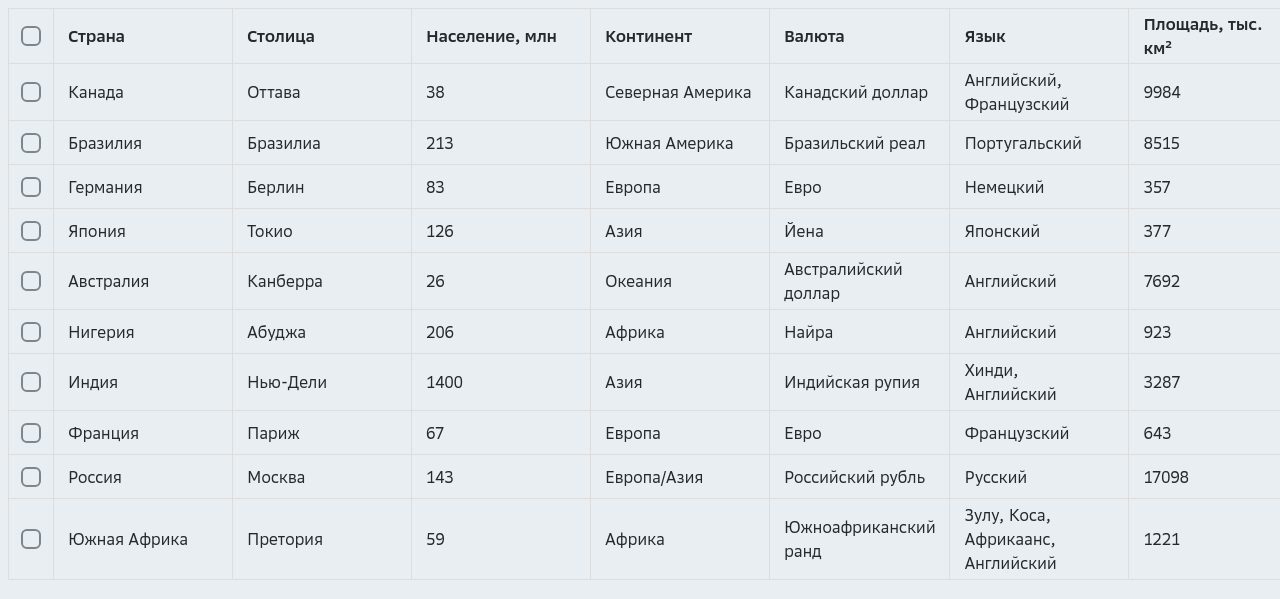 Страна Столица Население, млн Континент Валюта Язык Площадь, тыс.
км²
Канада Оттава 38 Северная Америка Канадский доллар Английский,
Французский
9984
Бразилия Бразилиа 213 Южная Америка Бразильский реал Португальский 8515
Германия Берлин 83 Европа Евро Немецкий 357
Япония Токио 126 Азия Йена Японский 377
Австралия Канберра 26 Океания Австралийский
доллар
Английский 7692
Нигерия Абуджа 206 Африка Найра Английский 923
Индия Нью-Дели 1400 Азия Индийская рупия Хинди,
Английский
3287
Франция Париж 67 Европа Евро Французский 643
Россия Москва 143 Европа/Азия Российский рубль Русский 17098
Южная Африка Претория 59 Африка Южноафриканский
ранд
Зулу, Коса,
Африкаанс,
Английский
1221